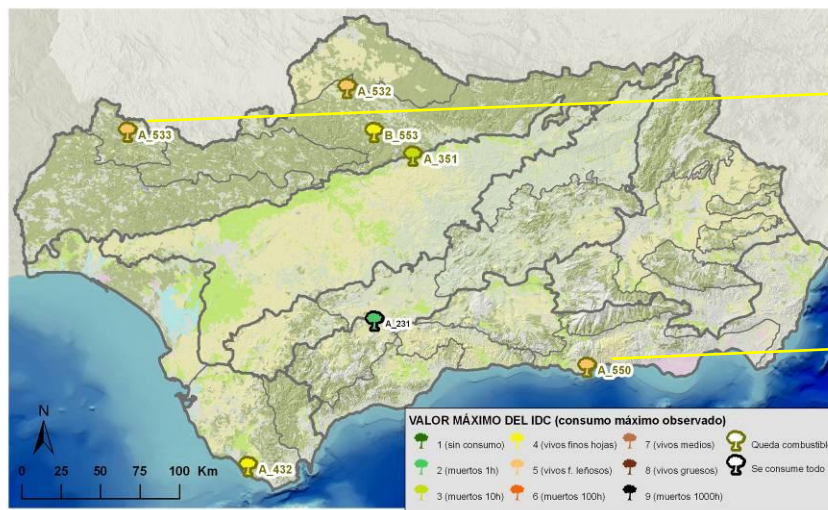 A_532
A_533
B_553
A_351
A_231
A_550
A_432
N
0 25 50 75 100 Km
VALOR MÁXIMO DEL IDC (consumo máximo observado)
1 (sin consumo) 4 (vivos finos hojas) 7 (vivos medios) Queda combustible
2 (muertos 1h) 5 (vivos f. leñosos) 8 (vivos gruesos) Se consume todo
3 (muertos 10h) 6 (muertos 100h) 9 (muertos 1000h)